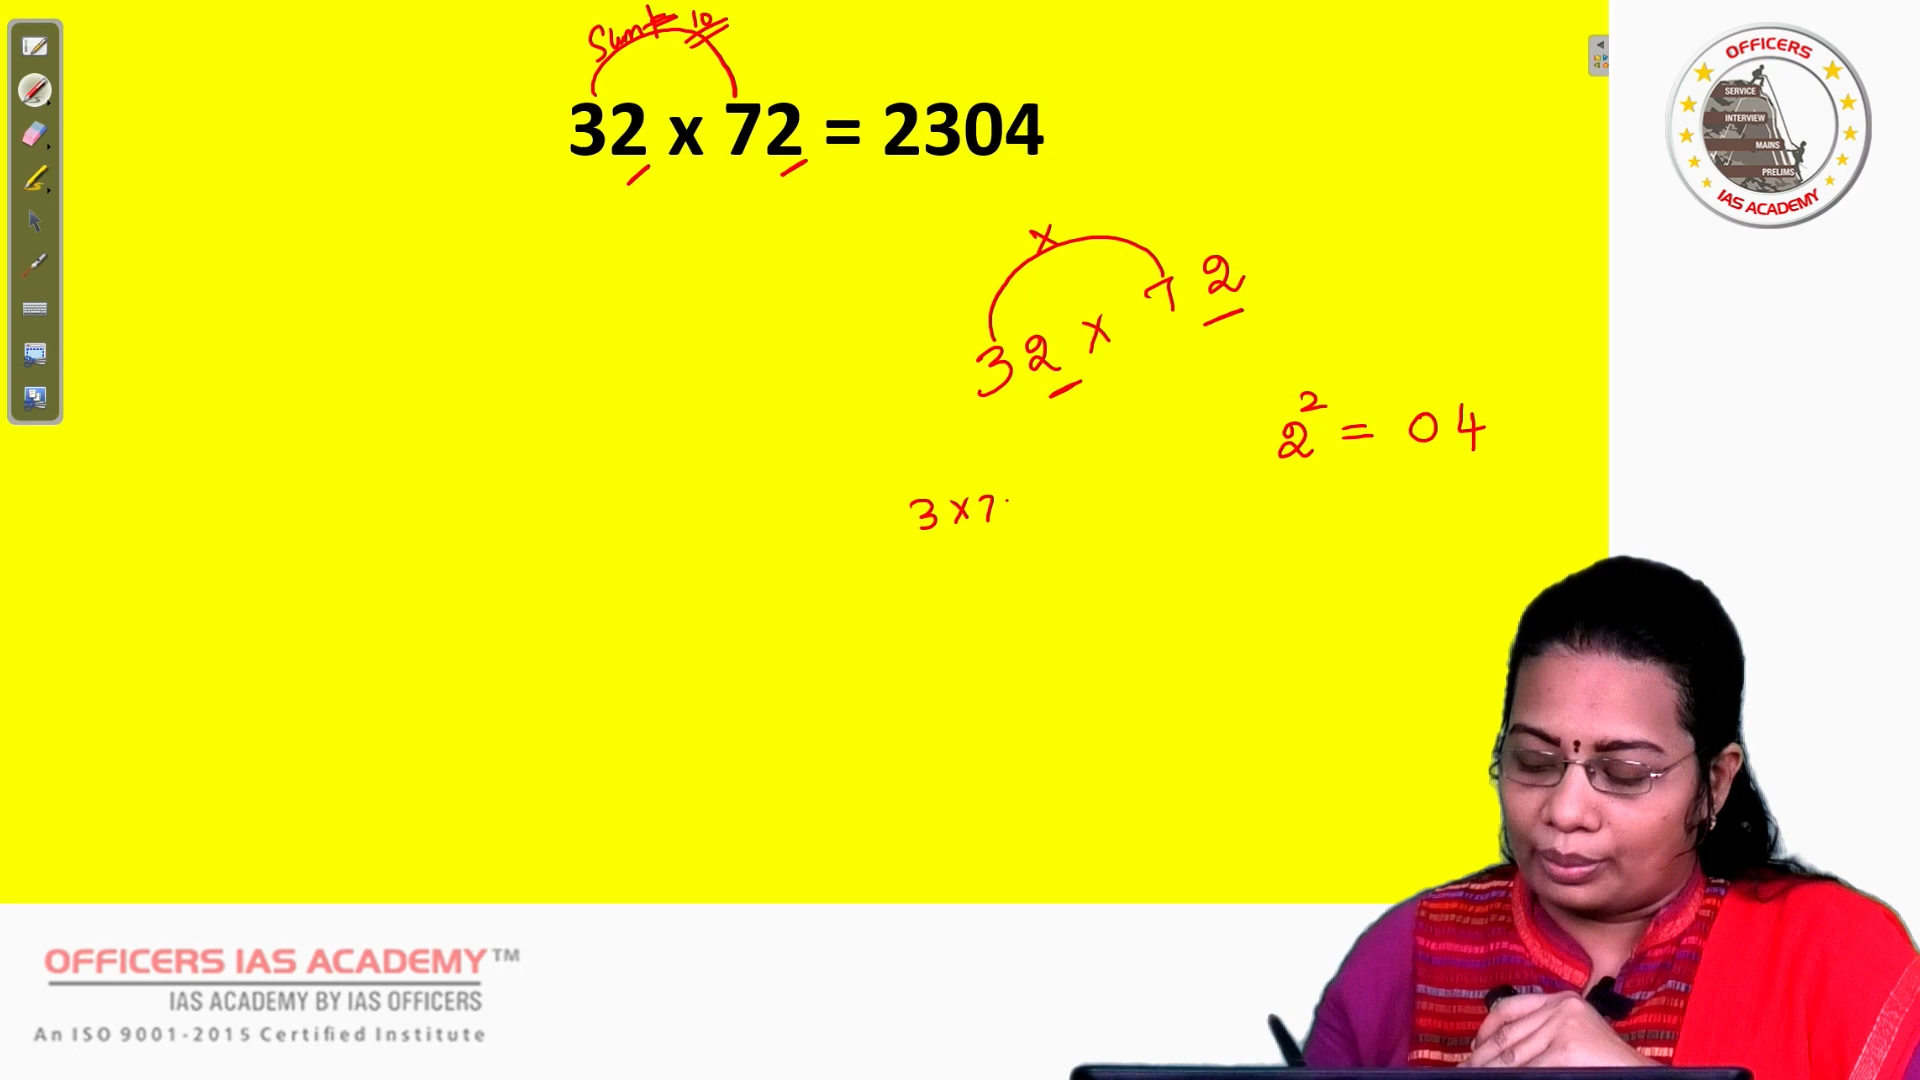 Sum = 10
32 x 72 = 2304
x
32 x 72
2² = 04
3 x 7
OFFICERS
SERVICE
INTERVIEW
MAINS
PRELIMS
IAS ACADEMY
OFFICERS IAS ACADEMY™
IAS ACADEMY BY IAS OFFICERS
An ISO 9001-2015 Certified Institute